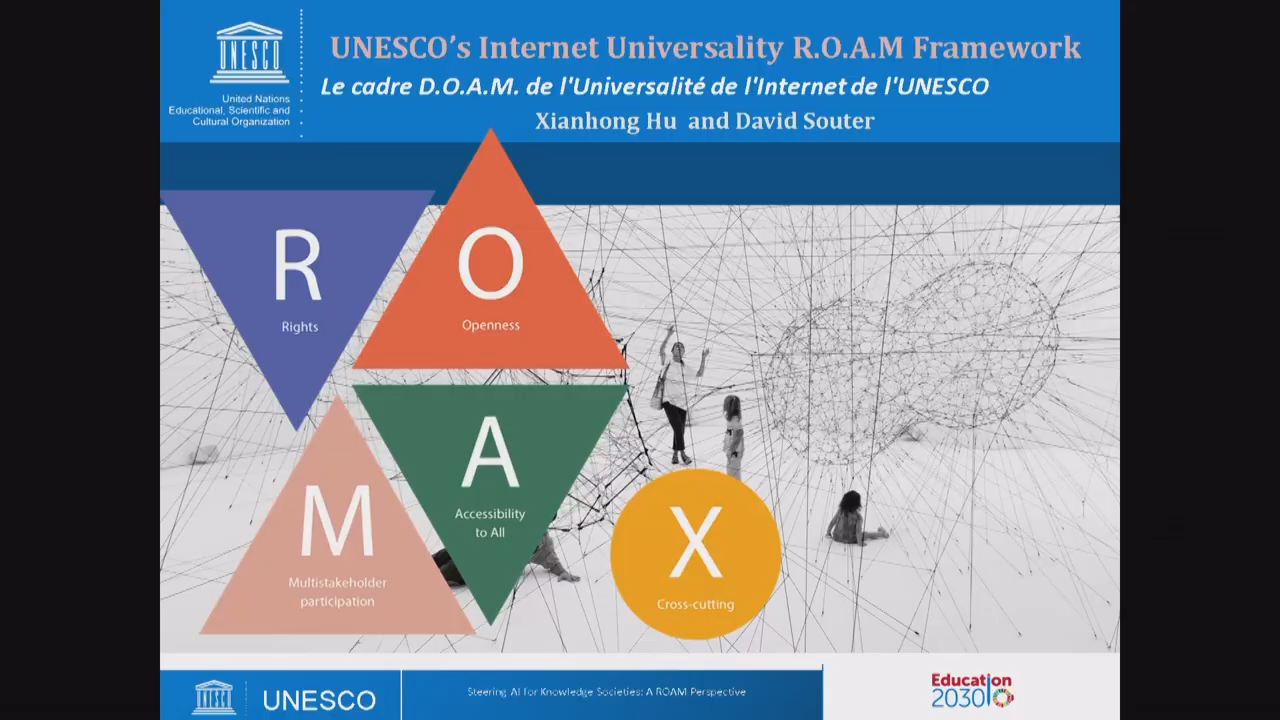 UNESCO
United Nations
Educational, Scientific and
Cultural Organization
UNESCO's Internet Universality R.O.A.M Framework
Le cadre D.O.A.M. de l'Universalité de l'Internet de l'UNESCO
Xianhong Hu and David Souter
R
Rights
O
Openness
A
Accessibility
to All
M
Multistakeholder
participation
X
Cross-cutting
UNESCO
UNESCO
Steering AI for Knowledge Societies: A ROAM Perspective
Education
2030